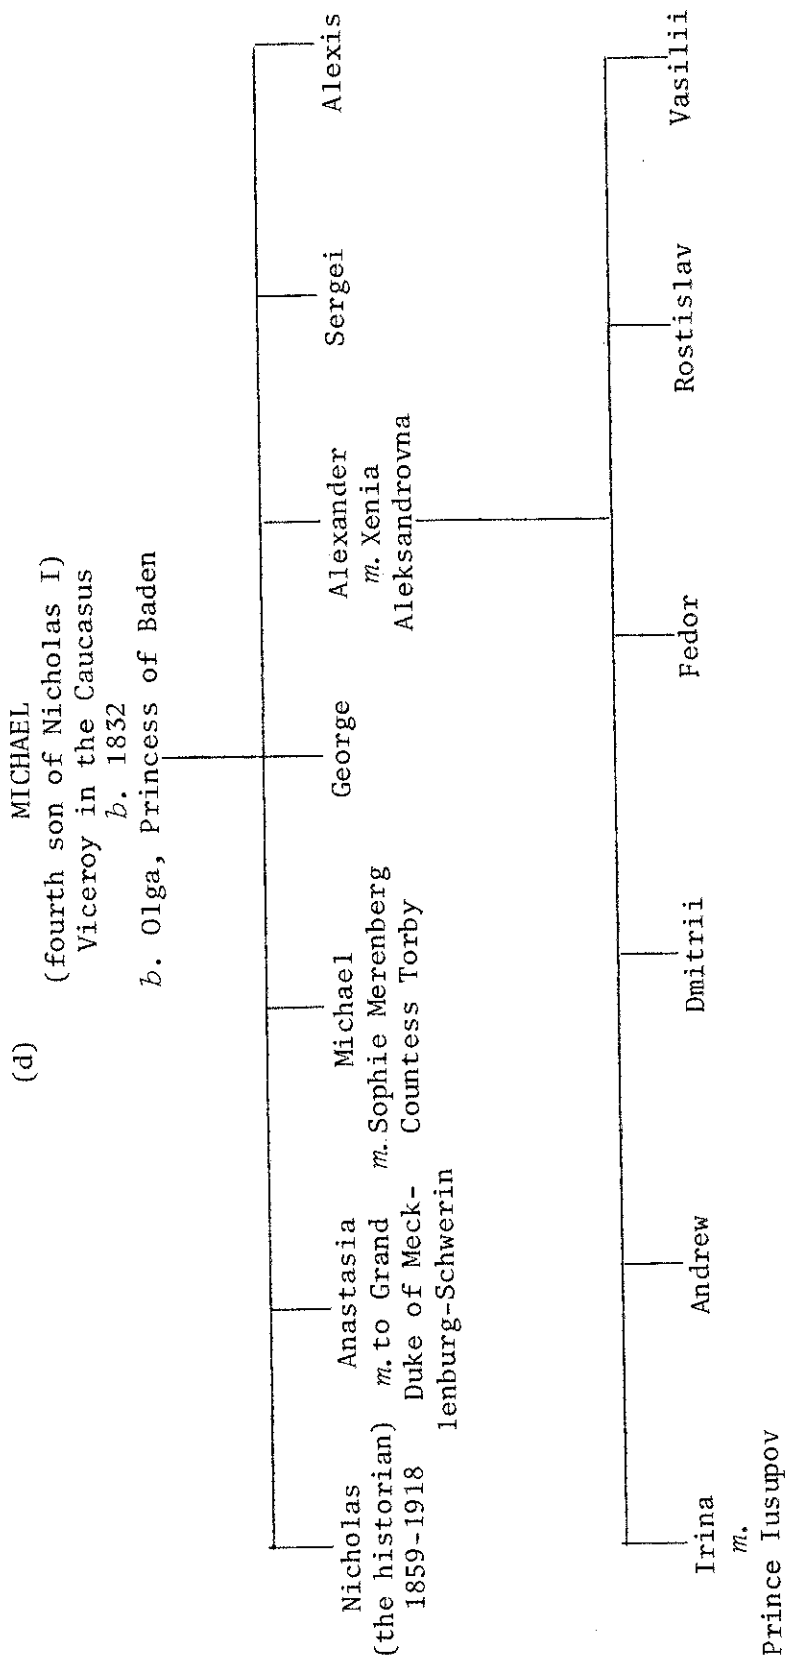 (d)
MICHAEL
(fourth son of Nicholas I)
Viceroy in the Caucasus
b. 1832
b. Olga, Princess of Baden
Nicholas
(the historian)
1859-1918
Anastasia
m. to Grand
Duke of Meck-
lenburg-Schwerin
Michael
m. Sophie Merenberg
Countess Torby
George
Alexander
m. Xenia
Aleksandrovna
Sergei
Alexis
Irina
m.
Prince Iusupov
Andrew
Dmitrii
Fedor
Rostislav
Vasilii